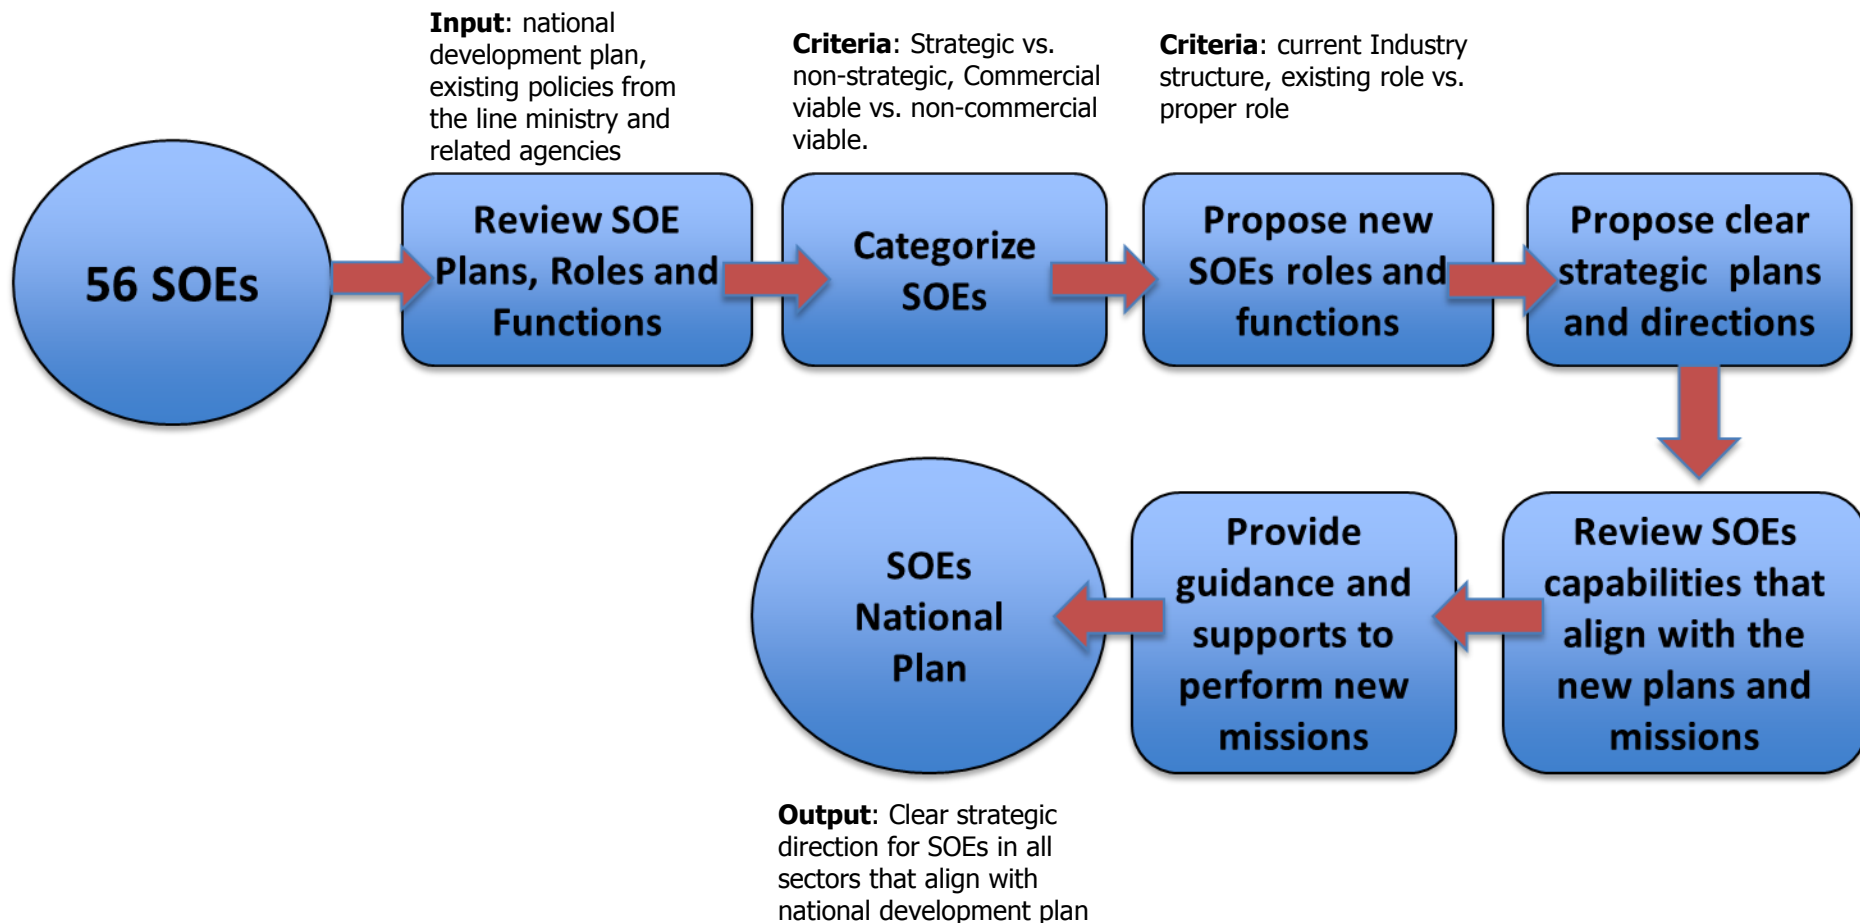 Input: national
development plan,
existing policies from
the line ministry and
related agencies
Criteria: Strategic vs.
non-strategic, Commercial
viable vs. non-commercial
viable.
Criteria: current Industry
structure, existing role vs.
proper role
56 SOEs
Review SOE
Plans, Roles and
Functions
Categorize
SOEs
Propose new
SOEs roles and
functions
Propose clear
strategic plans
and directions
Review SOEs
capabilities that
align with the
new plans and
missions
Provide
guidance and
supports to
perform new
missions
SOEs
National
Plan
Output: Clear strategic
direction for SOEs in all
sectors that align with
national development plan